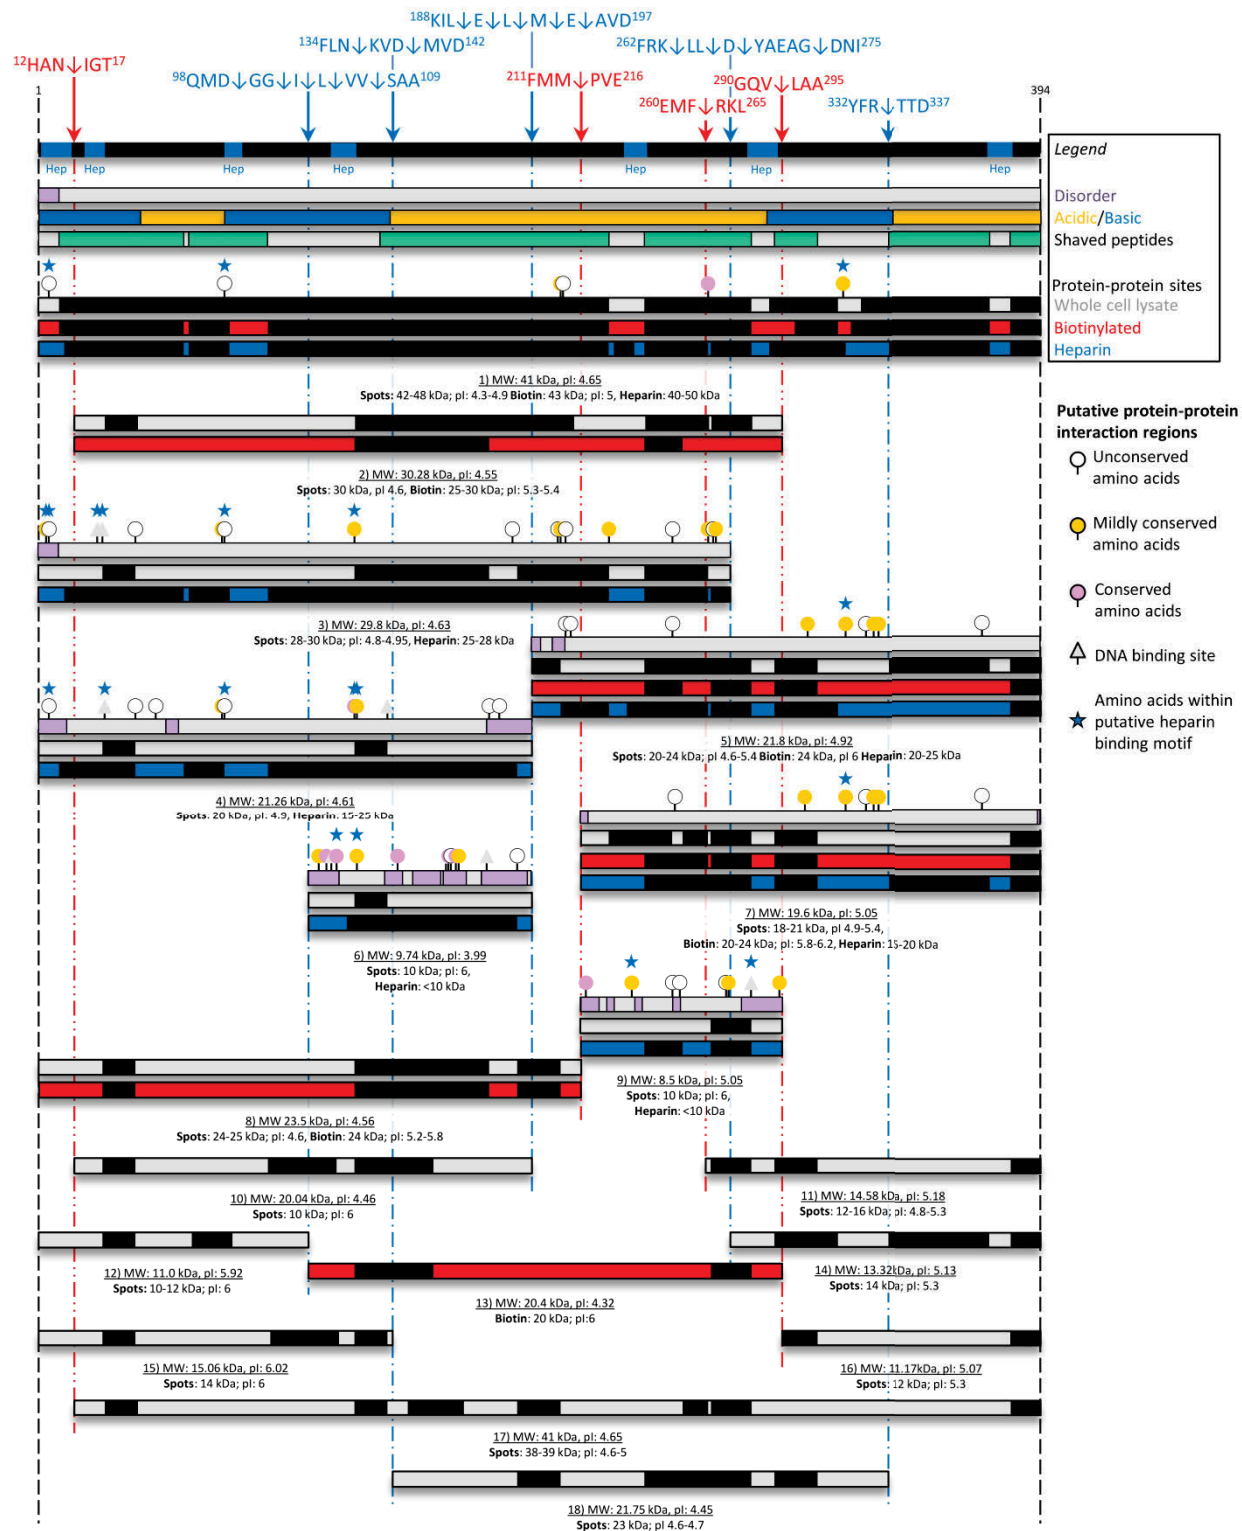 188KIL↓E↓L↓M↓E↓AVD197
134FLN↓KVD↓MVD142
262FRK↓LL↓D↓YAEAG↓DNI275
12HAN↓IGT17
98QMD↓GG↓I↓L↓VV↓SAA109
211FMM↓PVE216
290GQV↓LAA295
260EMF↓RKL265
332YFR↓TTD337
1
394
Hep Hep Hep Hep Hep Hep Hep
Legend
Disorder
Acidic/Basic
Shaved peptides
Protein-protein sites
Whole cell lysate
Biotinylated
Heparin
1) MW: 41 kDa, pI: 4.65
Spots: 42-48 kDa; pI: 4.3-4.9 Biotin: 43 kDa; pI: 5, Heparin: 40-50 kDa
Putative protein-protein
interaction regions
Unconserved
amino acids
Mildly conserved
amino acids
Conserved
amino acids
DNA binding site
Amino acids within
putative heparin
binding motif
2) MW: 30.28 kDa, pI: 4.55
Spots: 30 kDa, pI 4.6, Biotin: 25-30 kDa; pI: 5.3-5.4
3) MW: 29.8 kDa, pI: 4.63
Spots: 28-30 kDa; pI: 4.8-4.95, Heparin: 25-28 kDa
5) MW: 21.8 kDa, pI: 4.92
Spots: 20-24 kDa; pI 4.6-5.4 Biotin: 24 kDa, pI 6 Heparin: 20-25 kDa
4) MW: 21.26 kDa, pI: 4.61
Spots: 20 kDa, pI: 4.9, Heparin: 15-25 kDa
7) MW: 19.6 kDa, pI: 5.05
Spots: 18-21 kDa, pI 4.9-5.4,
Biotin: 20-24 kDa; pI: 5.8-6.2, Heparin: 15-20 kDa
6) MW: 9.74 kDa, pI: 3.99
Spots: 10 kDa; pI: 6,
Heparin: <10 kDa
9) MW: 8.5 kDa, pI: 5.05
Spots: 10 kDa; pI: 6,
Heparin: <10 kDa
8) MW 23.5 kDa, pI: 4.56
Spots: 24-25 kDa; pI: 4.6, Biotin: 24 kDa; pI: 5.2-5.8
10) MW: 20.04 kDa, pI: 4.46
Spots: 10 kDa; pI: 6
11) MW: 14.58 kDa, pI: 5.18
Spots: 12-16 kDa; pI: 4.8-5.3
12) MW: 11.0 kDa, pI: 5.92
Spots: 10-12 kDa; pI: 6
14) MW: 13.32kDa; pI: 5.13
Spots: 14 kDa; pI: 5.3
13) MW: 20.4 kDa, pI: 4.32
Biotin: 20 kDa; pI:6
15) MW: 15.06 kDa, pI: 6.02
Spots: 14 kDa; pI: 6
16) MW: 11.17kDa; pI: 5.07
Spots: 12 kDa; pI: 5.3
17) MW: 41 kDa, pI: 4.65
Spots: 38-39 kDa; pI: 4.6-5
18) MW: 21.75 kDa, pI: 4.45
Spots: 23 kDa; pI 4.6-4.7